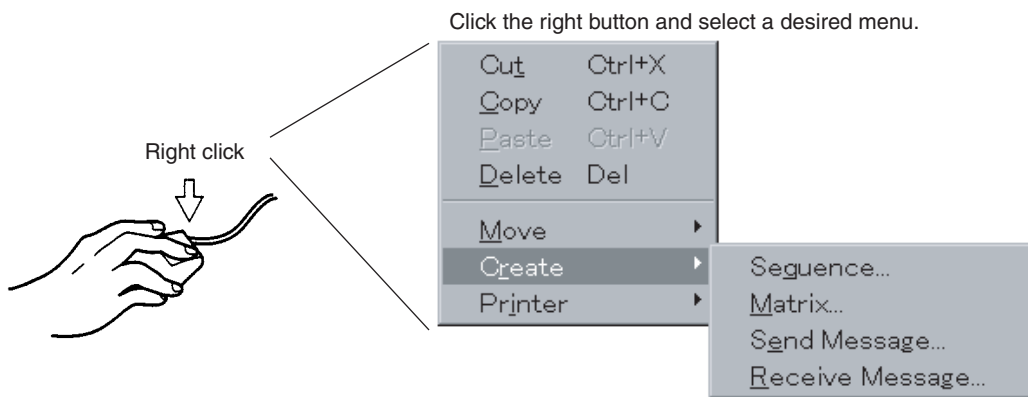 Click the right button and select a desired menu.
Cut Ctrl+X
Copy Ctrl+C
Paste Ctrl+V
Delete Del
Right click
Move
Create
Printer
Seguence...
Matrix...
Send Message...
Receive Message...